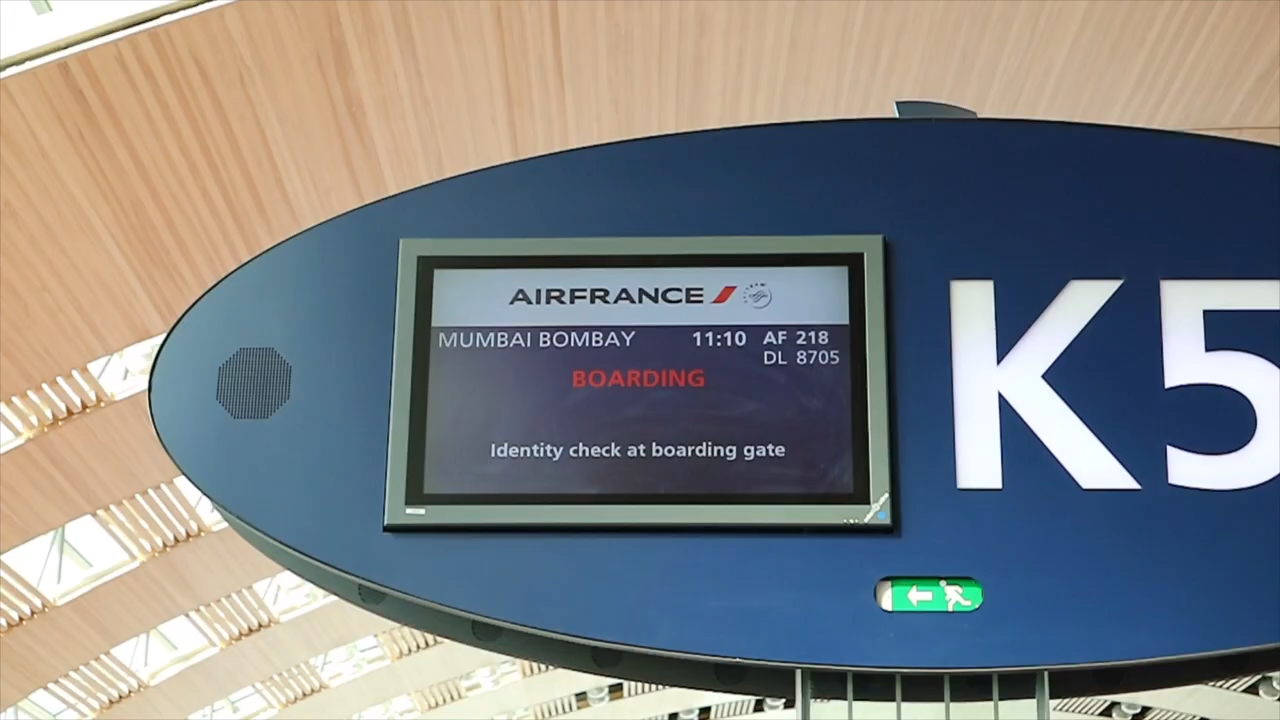 AIRFRANCE
MUMBAI BOMBAY 11:10 AF 218
DL 8705
BOARDING
Identity check at boarding gate
K5